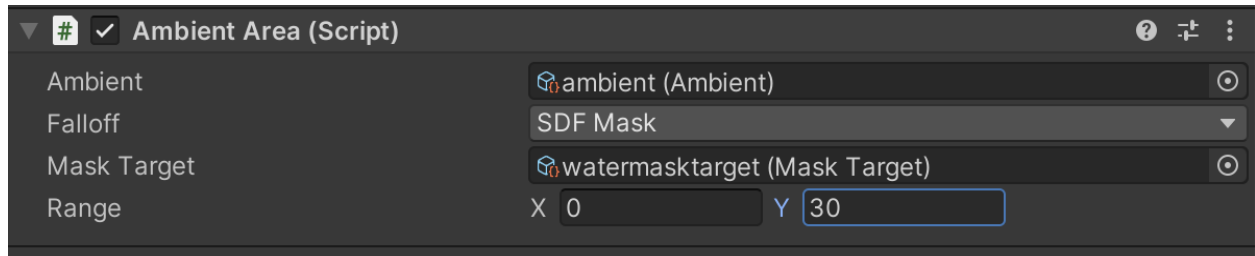 # Ambient Area (Script)
Ambient ambient (Ambient)
Falloff SDF Mask
Mask Target watermasktarget (Mask Target)
Range X 0 Y 30